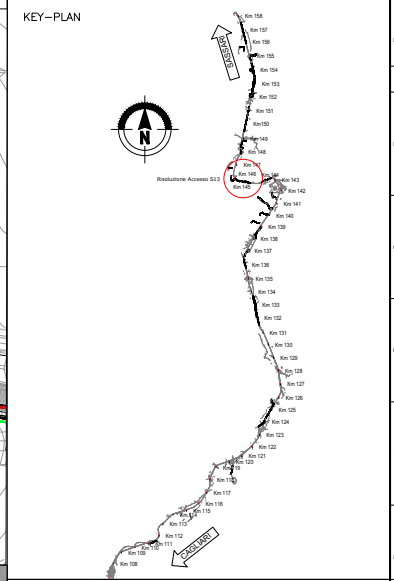 KEY-PLAN
SASSARI
N
Km 158
Km 157
Km 156
Km 155
Km 154
Km 153
Km 152
Km 151
Km150
Km 149
Km 148
Km 147
Km 146
Km 145
Risoluzione Accesso S13
Km 143
Km 142
Km 141
Km 140
Km 139
Km 138
Km 137
Km 136
Km 135
Km 134
Km 133
Km 132
Km 131
Km 130
Km 129
Km 128
Km 127
Km 126
Km 125
Km 124
Km 123
Km 122
Km 121
Km 120
Km 117
Km 116
Km 115
Km 113
Km 112
Km 111
Km 110
Km 109
Km 108
CAGLIARI